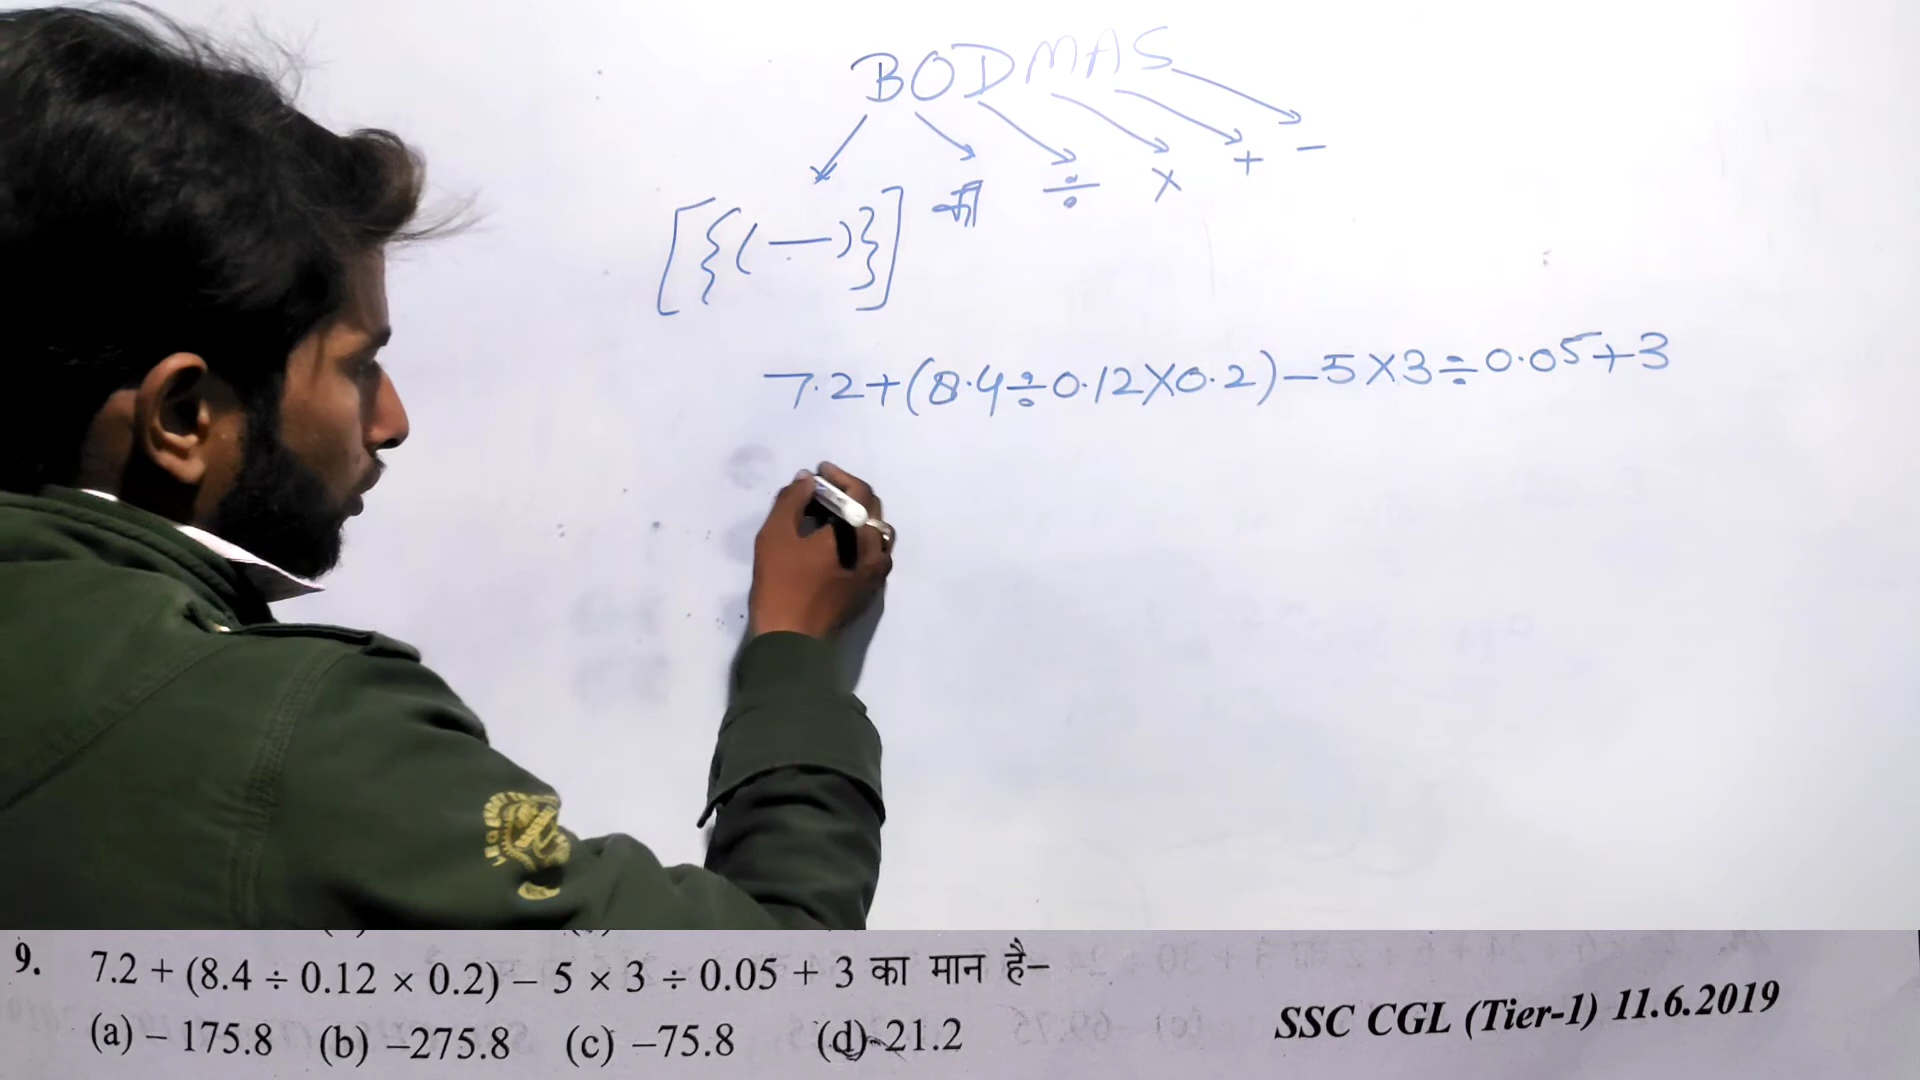 BODMAS
[{(—)}] का ÷ × + −
7.2+(8.4÷0.12×0.2)−5×3÷0.05+3
9. 7.2 + (8.4 ÷ 0.12 × 0.2) – 5 × 3 ÷ 0.05 + 3 का मान है–
(a) – 175.8 (b) –275.8 (c) –75.8 (d)-21.2
SSC CGL (Tier-1) 11.6.2019